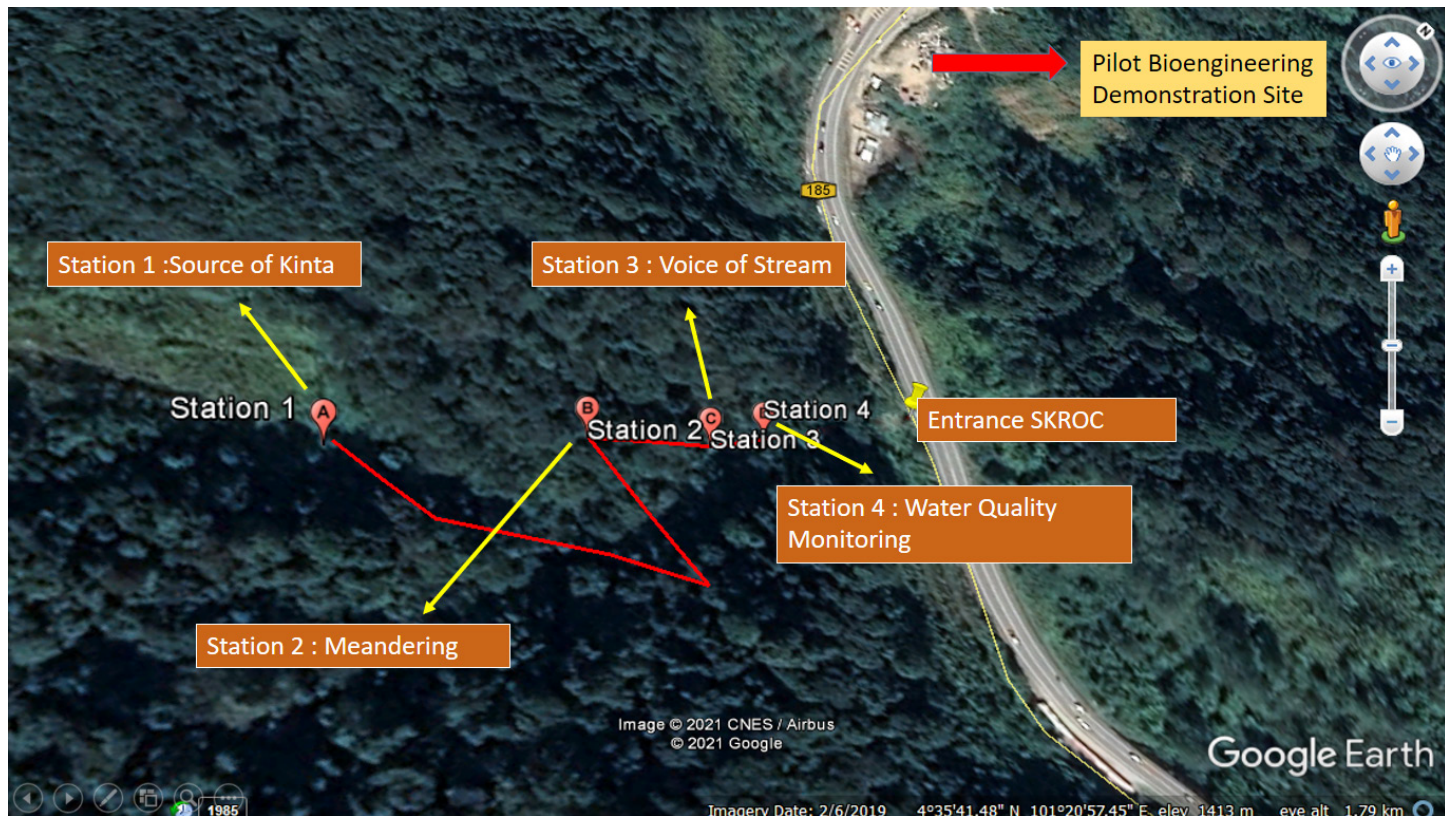 N
Pilot Bioengineering
Demonstration Site
185
Station 1 :Source of Kinta
Station 3 : Voice of Stream
Station 1
A
B
Station 2
C
Station 3
Station 4
Entrance SKROC
Station 4 : Water Quality
Monitoring
Station 2 : Meandering
Image © 2021 CNES / Airbus
© 2021 Google
Google Earth
1985
Imagery Date: 2/6/2019 4°35'41.48" N 101°20'57.45" E elev 1413 m eye alt 1.79 km